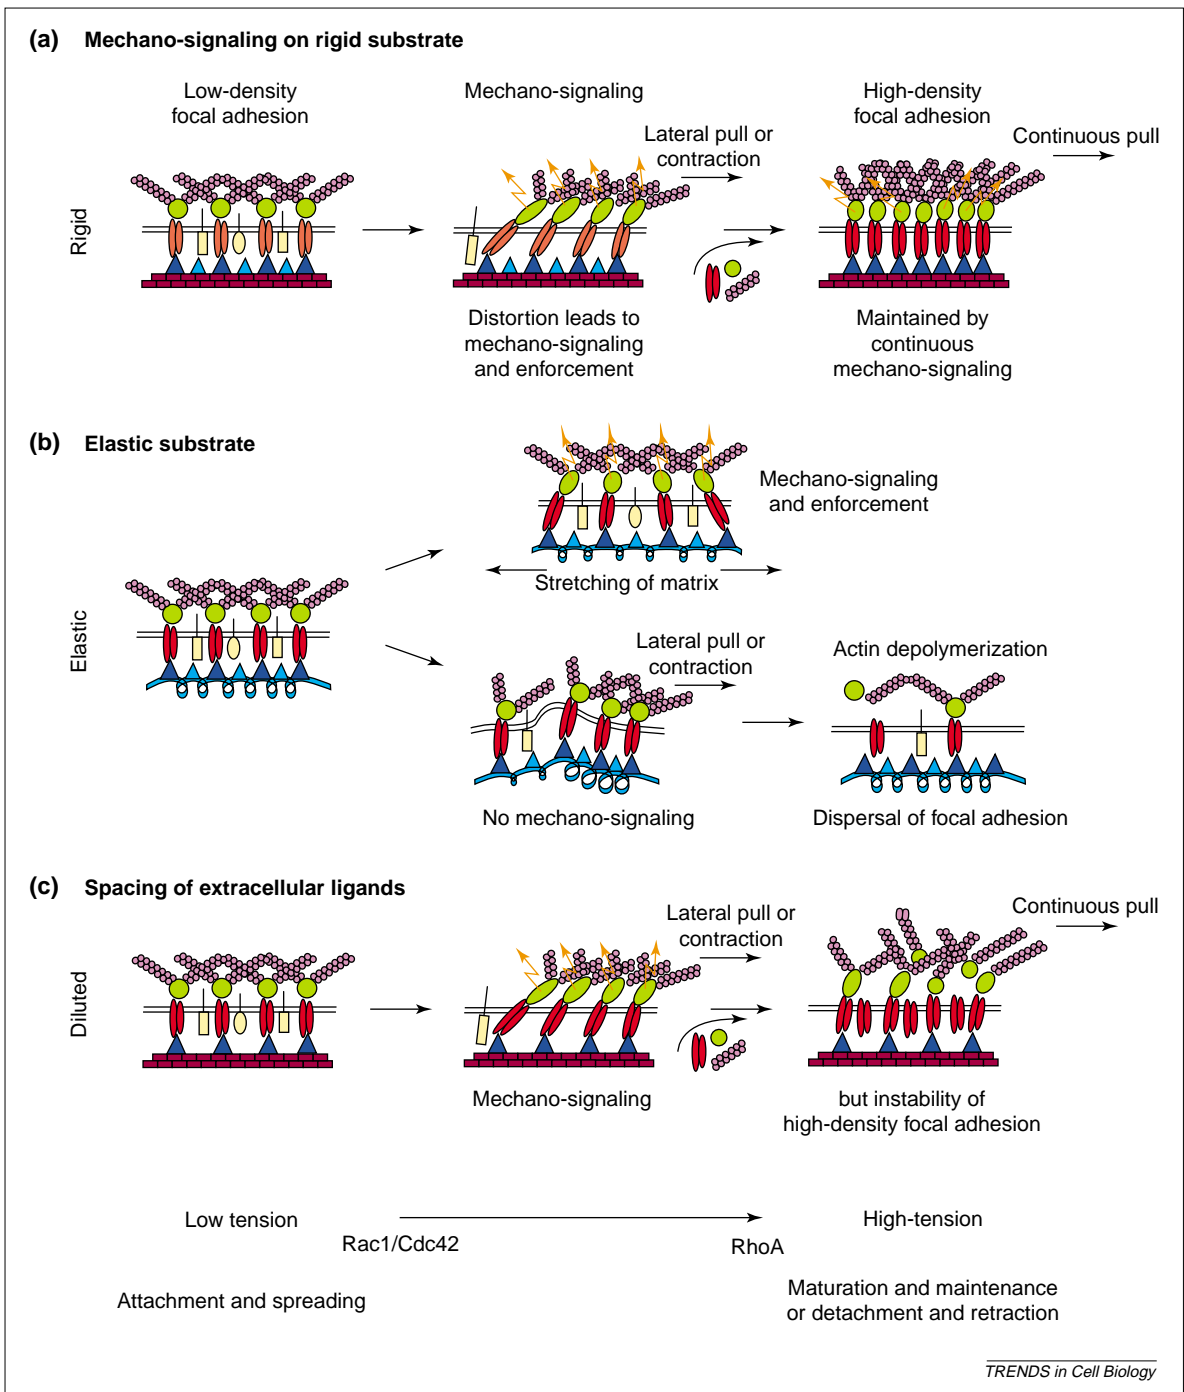 (a) Mechano-signaling on rigid substrate
Low-density
focal adhesion
Mechano-signaling
Lateral pull or
contraction
High-density
focal adhesion
Continuous pull
Rigid
Distortion leads to
mechano-signaling
and enforcement
Maintained by
continuous
mechano-signaling
(b) Elastic substrate
Mechano-signaling
and enforcement
Stretching of matrix
Elastic
Lateral pull or
contraction
Actin depolymerization
No mechano-signaling
Dispersal of focal adhesion
(c) Spacing of extracellular ligands
Lateral pull or
contraction
Continuous pull
Diluted
Mechano-signaling
but instability of
high-density focal adhesion
Low tension
High-tension
Rac1/Cdc42
RhoA
Attachment and spreading
Maturation and maintenance
or detachment and retraction
TRENDS in Cell Biology